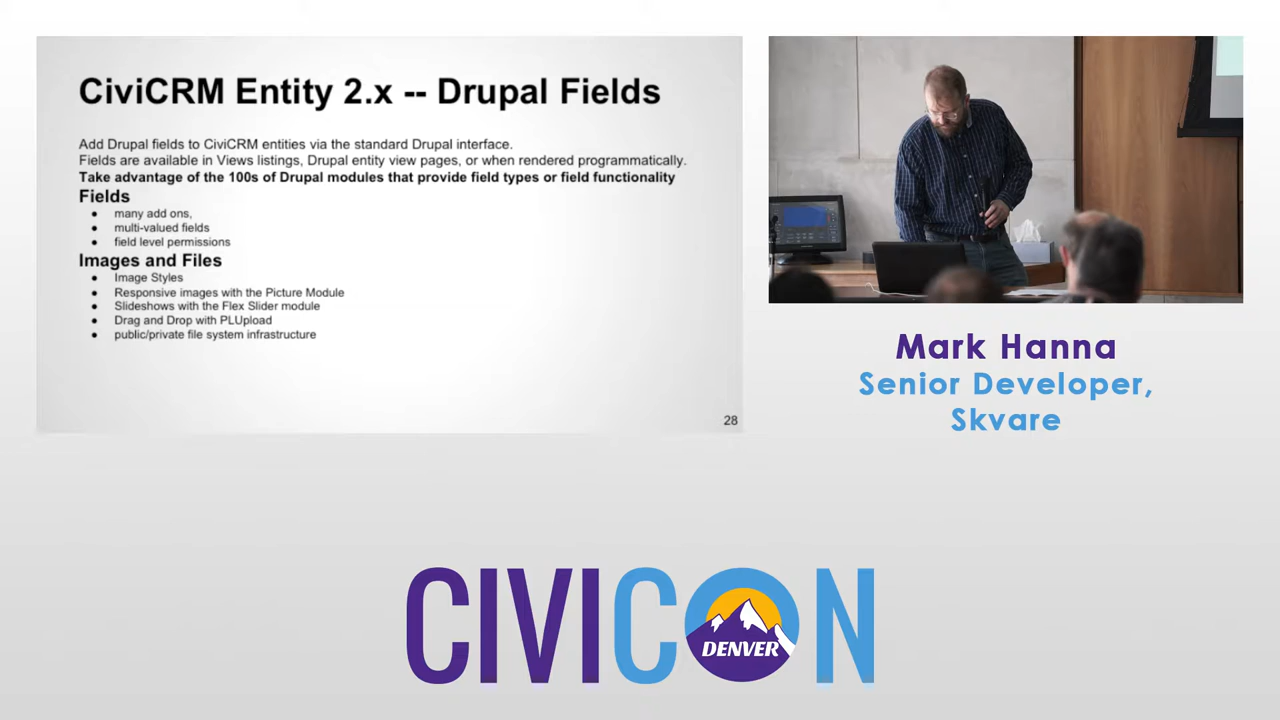 CiviCRM Entity 2.x -- Drupal Fields
Add Drupal fields to CiviCRM entities via the standard Drupal interface.
Fields are available in Views listings, Drupal entity view pages, or when rendered programmatically.
Take advantage of the 100s of Drupal modules that provide field types or field functionality
Fields
● many add ons,
● multi-valued fields
● field level permissions
Images and Files
● Image Styles
● Responsive images with the Picture Module
● Slideshows with the Flex Slider module
● Drag and Drop with PLUpload
● public/private file system infrastructure
28
Mark Hanna
Senior Developer,
Skvare
CIVICON
DENVER